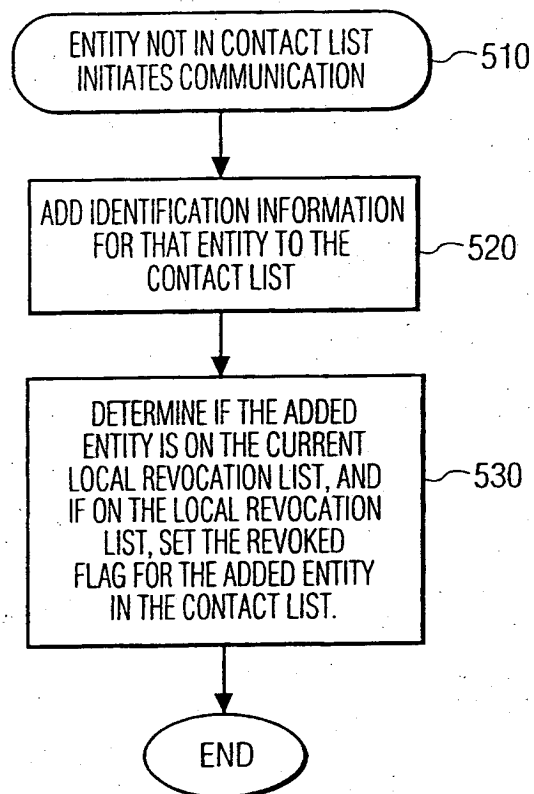 ENTITY NOT IN CONTACT LIST
INITIATES COMMUNICATION
510
ADD IDENTIFICATION INFORMATION
FOR THAT ENTITY TO THE
CONTACT LIST
520
DETERMINE IF THE ADDED
ENTITY IS ON THE CURRENT
LOCAL REVOCATION LIST, AND
IF ON THE LOCAL REVOCATION
LIST, SET THE REVOKED
FLAG FOR THE ADDED ENTITY
IN THE CONTACT LIST.
530
END